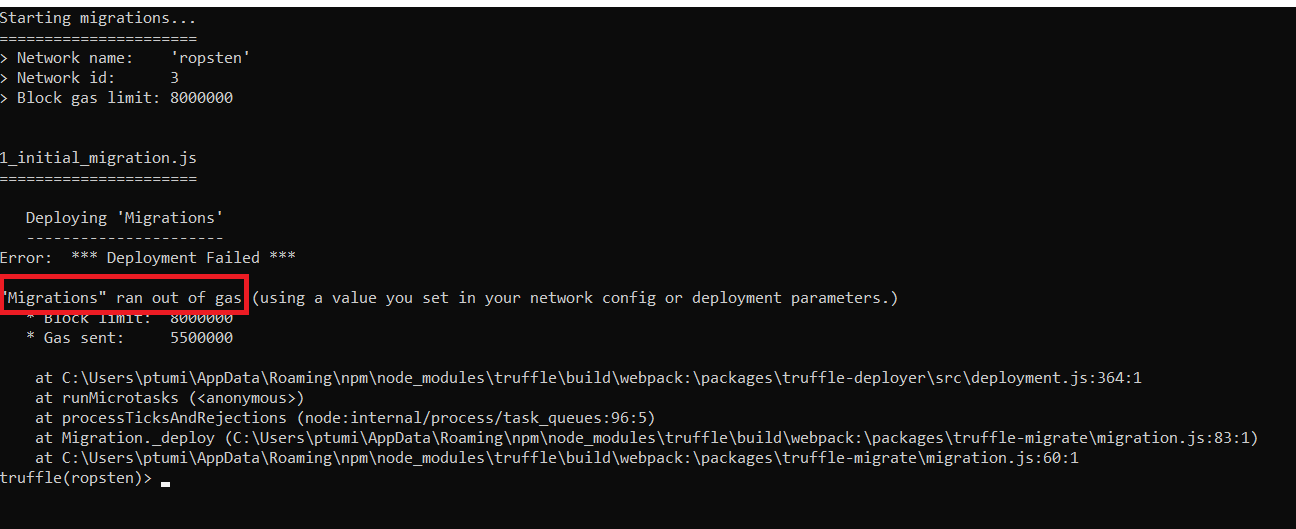 Starting migrations...
======================
> Network name:    'ropsten'
> Network id:      3
> Block gas limit: 8000000
1_initial_migration.js
======================
   Deploying 'Migrations'
   ----------------------
Error:  *** Deployment Failed ***
"Migrations" ran out of gas (using a value you set in your network config or deployment parameters.)
   * Block limit:  8000000
   * Gas sent:     5500000
    at C:\Users\ptumi\AppData\Roaming\npm\node_modules\truffle\build\webpack:\packages\truffle-deployer\src\deployment.js:364:1
    at runMicrotasks (<anonymous>)
    at processTicksAndRejections (node:internal/process/task_queues:96:5)
    at Migration._deploy (C:\Users\ptumi\AppData\Roaming\npm\node_modules\truffle\build\webpack:\packages\truffle-migrate\migration.js:83:1)
    at C:\Users\ptumi\AppData\Roaming\npm\node_modules\truffle\build\webpack:\packages\truffle-migrate\migration.js:60:1
truffle(ropsten)>